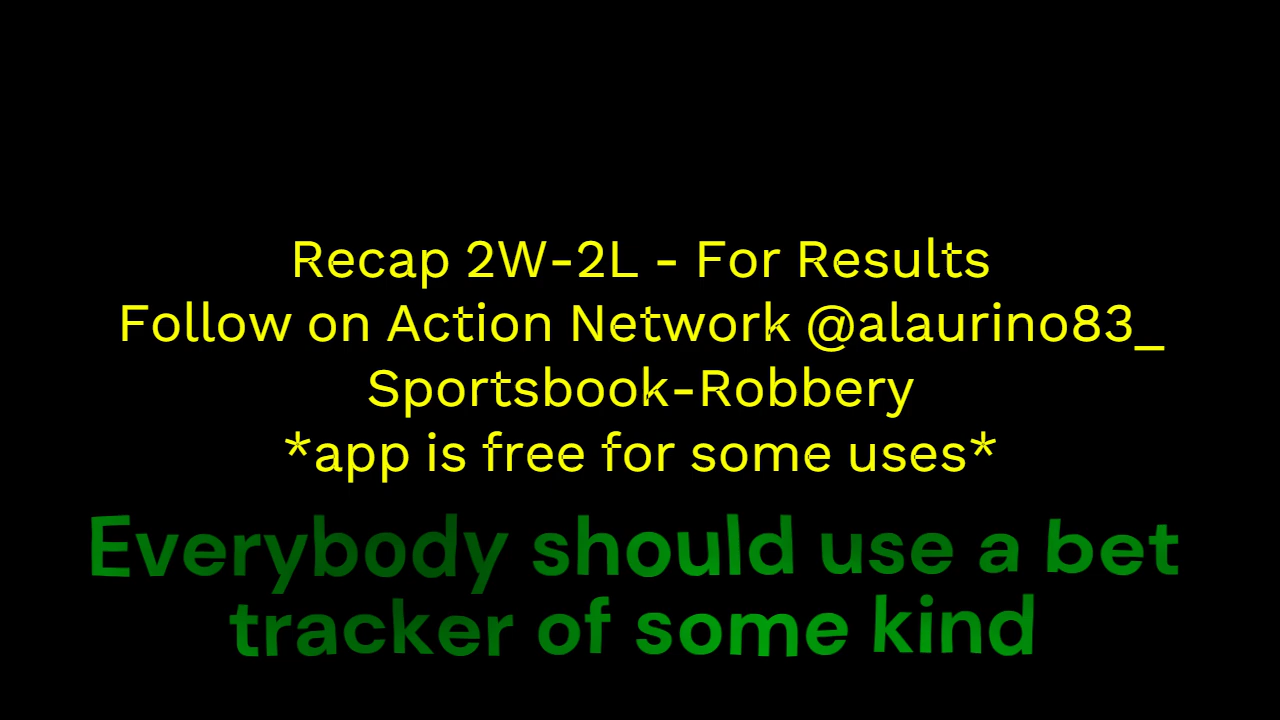 Recap 2W-2L - For Results
Follow on Action Network @alaurino83_
Sportsbook-Robbery
*app is free for some uses*
Everybody should use a bet
tracker of some kind